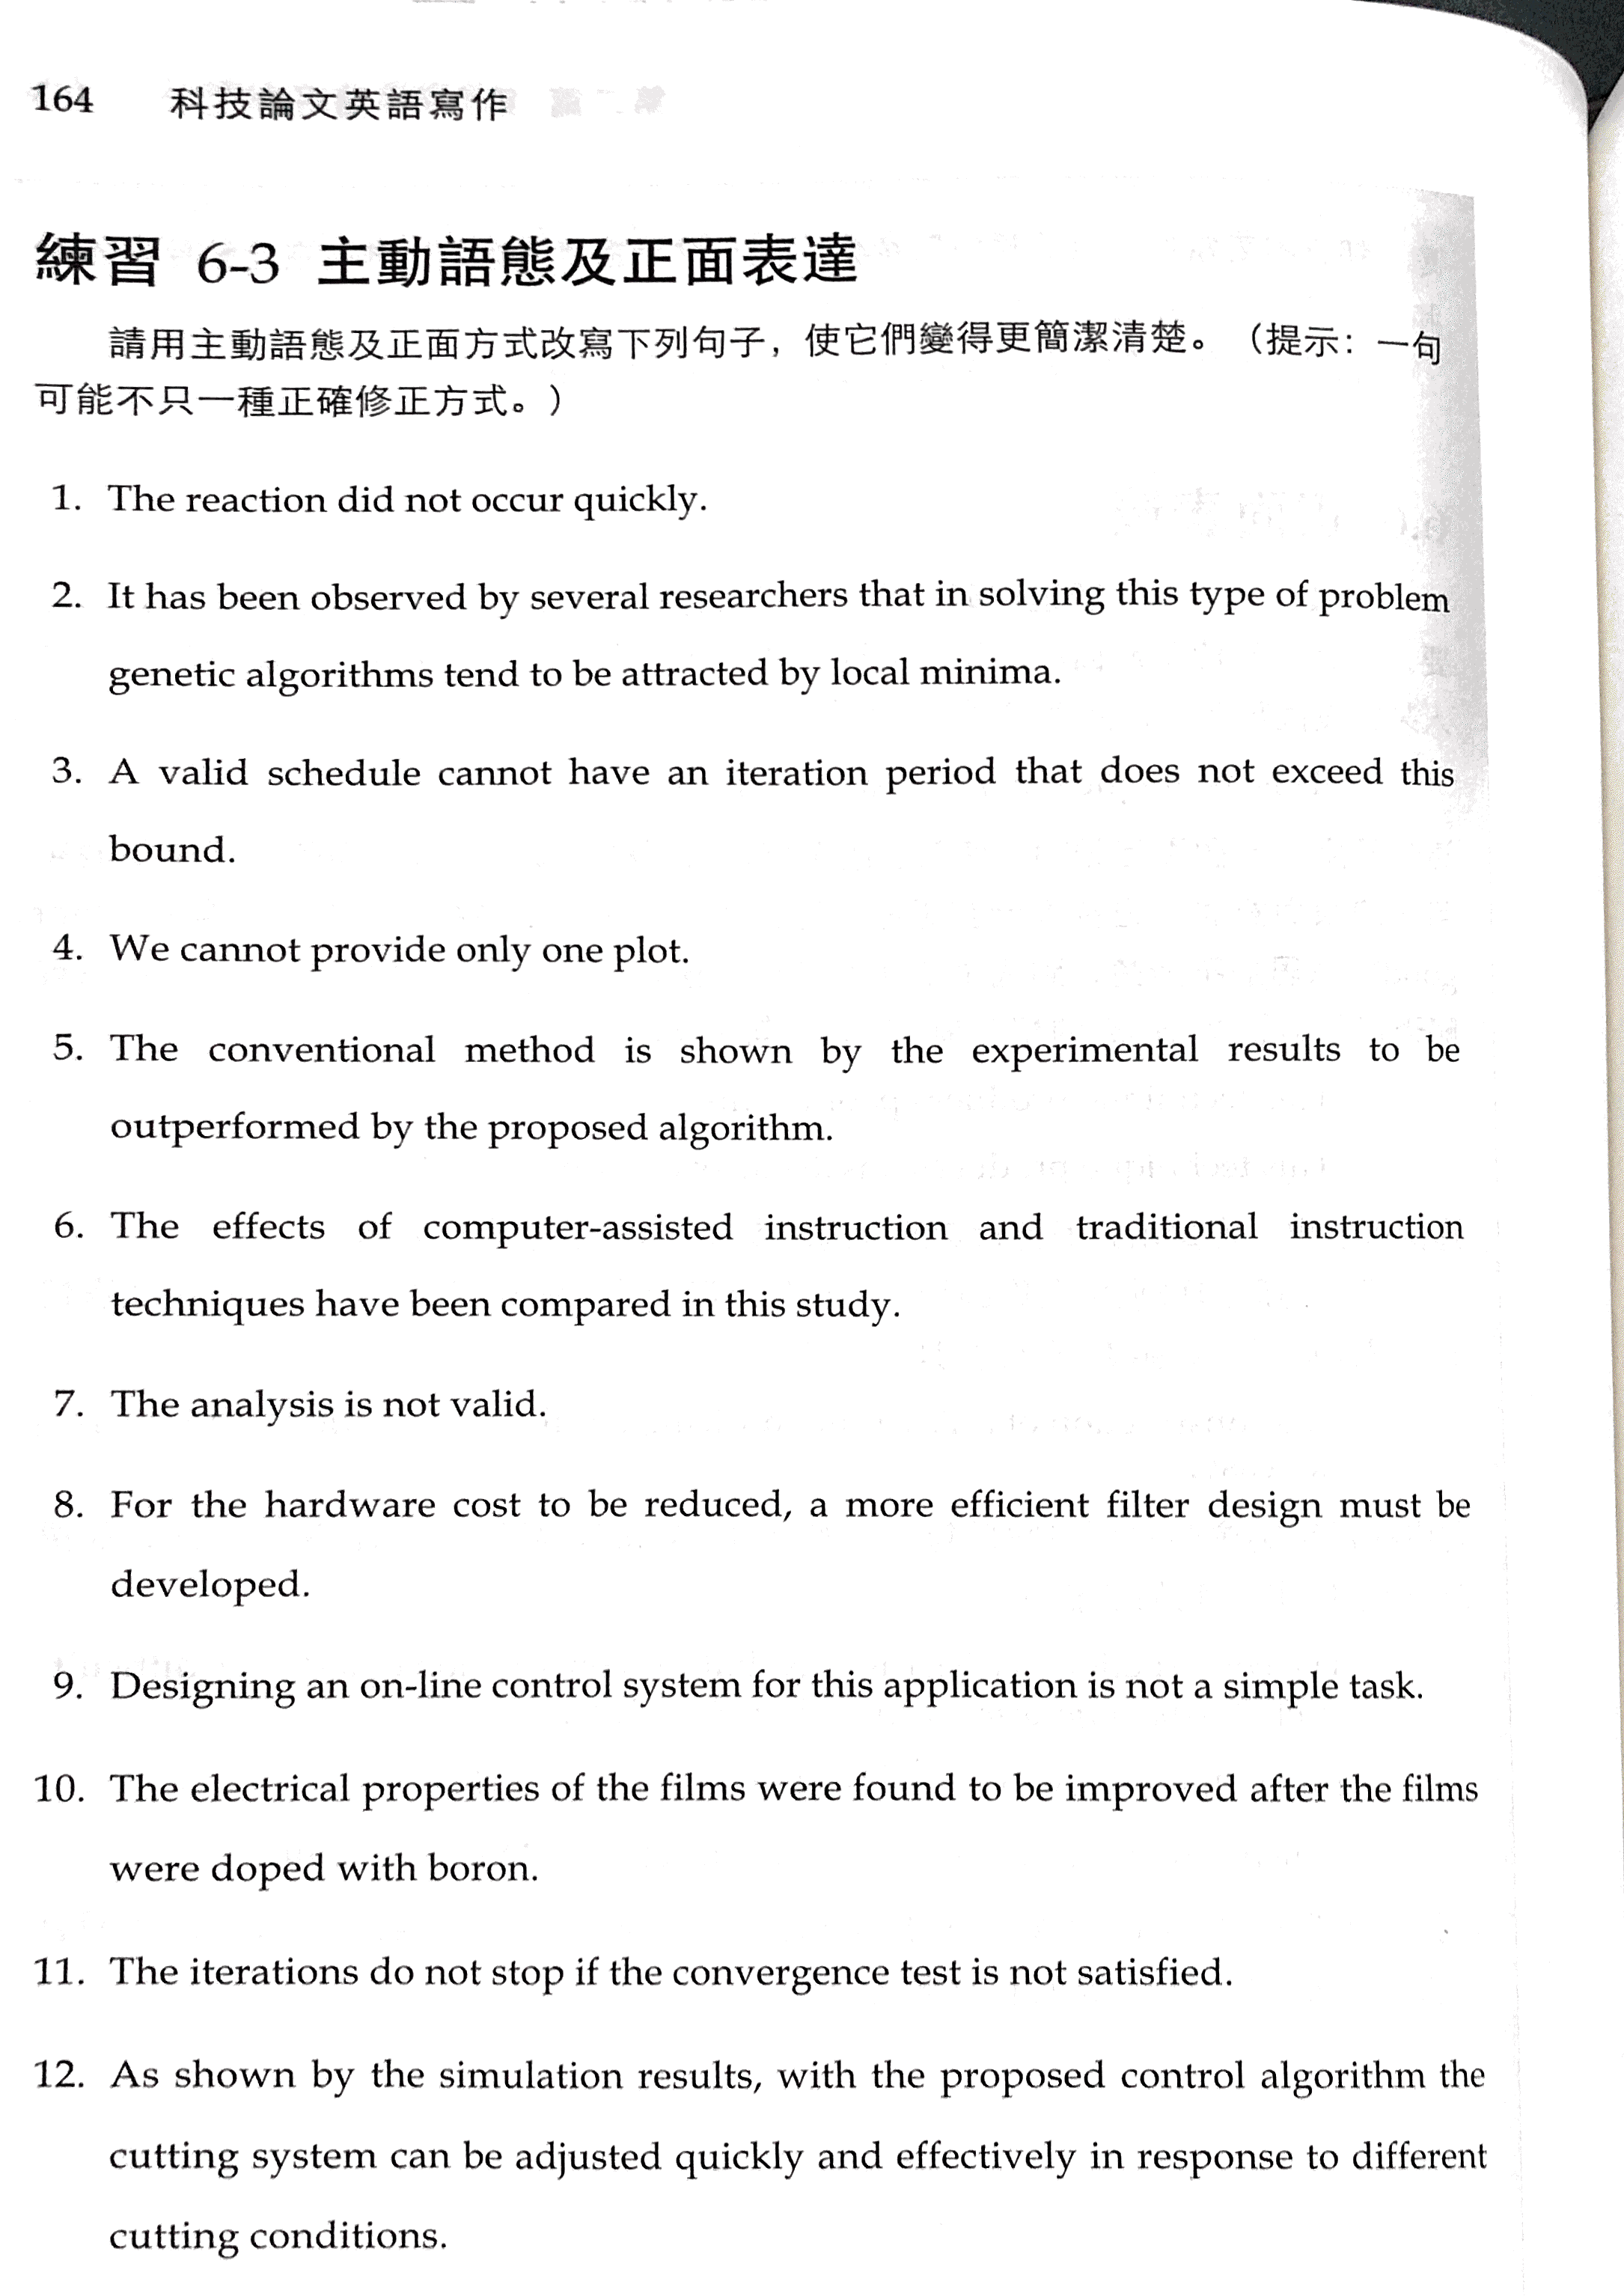 164 科技論文英語寫作
練習 6-3 主動語態及正面表達
請用主動語態及正面方式改寫下列句子，使它們變得更簡潔清楚。（提示：一句
可能不只一種正確修正方式。）
1. The reaction did not occur quickly.
2. It has been observed by several researchers that in solving this type of problem
genetic algorithms tend to be attracted by local minima.
3. A valid schedule cannot have an iteration period that does not exceed this
bound.
4. We cannot provide only one plot.
5. The conventional method is shown by the experimental results to be
outperformed by the proposed algorithm.
6. The effects of computer-assisted instruction and traditional instruction
techniques have been compared in this study.
7. The analysis is not valid.
8. For the hardware cost to be reduced, a more efficient filter design must be
developed.
9. Designing an on-line control system for this application is not a simple task.
10. The electrical properties of the films were found to be improved after the films
were doped with boron.
11. The iterations do not stop if the convergence test is not satisfied.
12. As shown by the simulation results, with the proposed control algorithm the
cutting system can be adjusted quickly and effectively in response to different
cutting conditions.